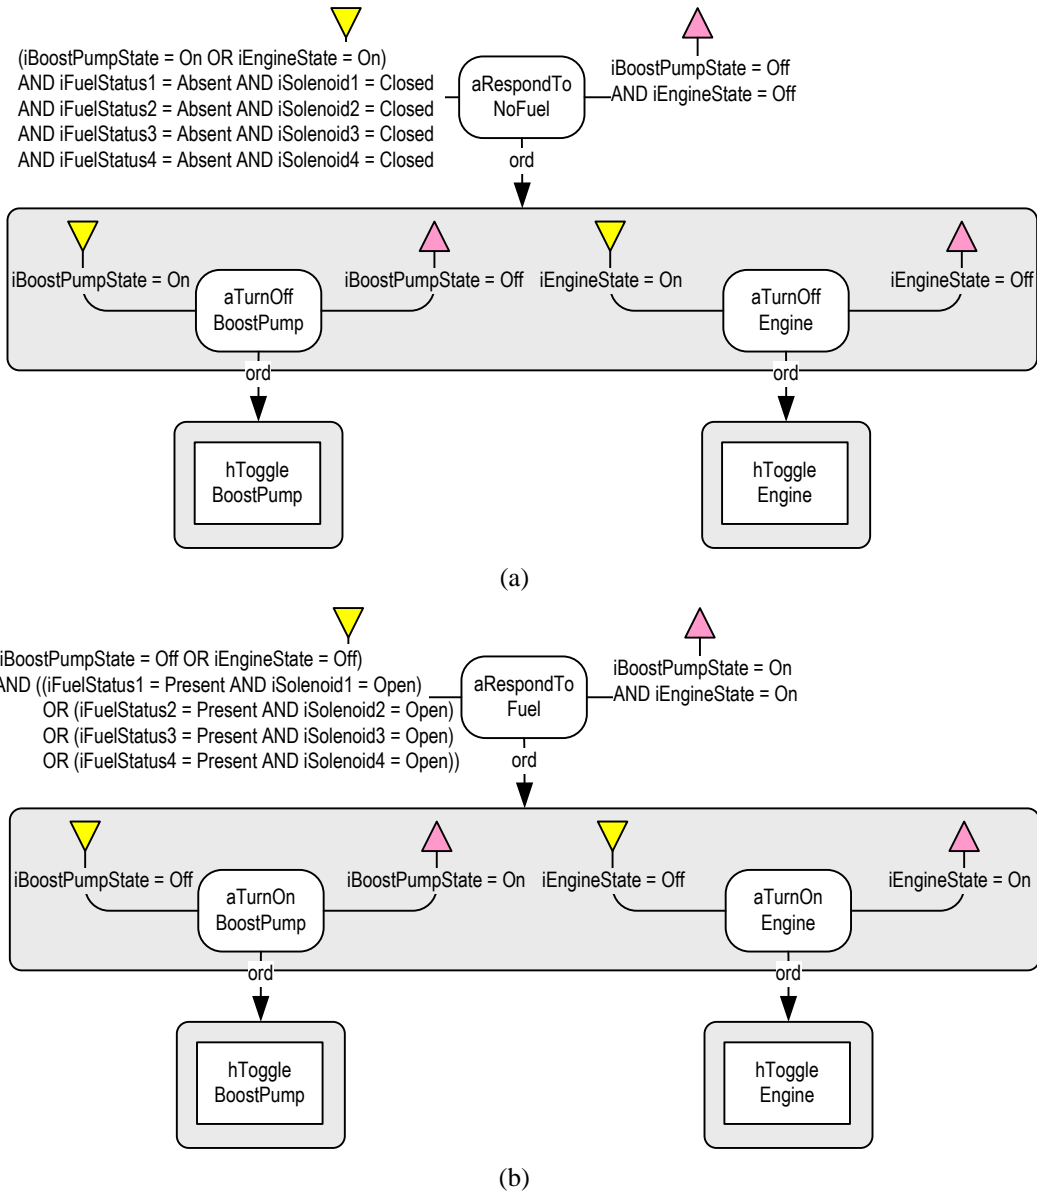 (iBoostPumpState = On OR iEngineState = On)
AND iFuelStatus1 = Absent AND iSolenoid1 = Closed
AND iFuelStatus2 = Absent AND iSolenoid2 = Closed
AND iFuelStatus3 = Absent AND iSolenoid3 = Closed
AND iFuelStatus4 = Absent AND iSolenoid4 = Closed
aRespondTo
NoFuel
iBoostPumpState = Off
AND iEngineState = Off
ord
iBoostPumpState = On
aTurnOff
BoostPump
iBoostPumpState = Off
iEngineState = On
aTurnOff
Engine
iEngineState = Off
ord
ord
hToggle
BoostPump
hToggle
Engine
(a)
iBoostPumpState = Off OR iEngineState = Off)
AND ((iFuelStatus1 = Present AND iSolenoid1 = Open)
OR (iFuelStatus2 = Present AND iSolenoid2 = Open)
OR (iFuelStatus3 = Present AND iSolenoid3 = Open)
OR (iFuelStatus4 = Present AND iSolenoid4 = Open))
aRespondTo
Fuel
iBoostPumpState = On
AND iEngineState = On
ord
iBoostPumpState = Off
aTurnOn
BoostPump
iBoostPumpState = On
iEngineState = Off
aTurnOn
Engine
iEngineState = On
ord
ord
hToggle
BoostPump
hToggle
Engine
(b)